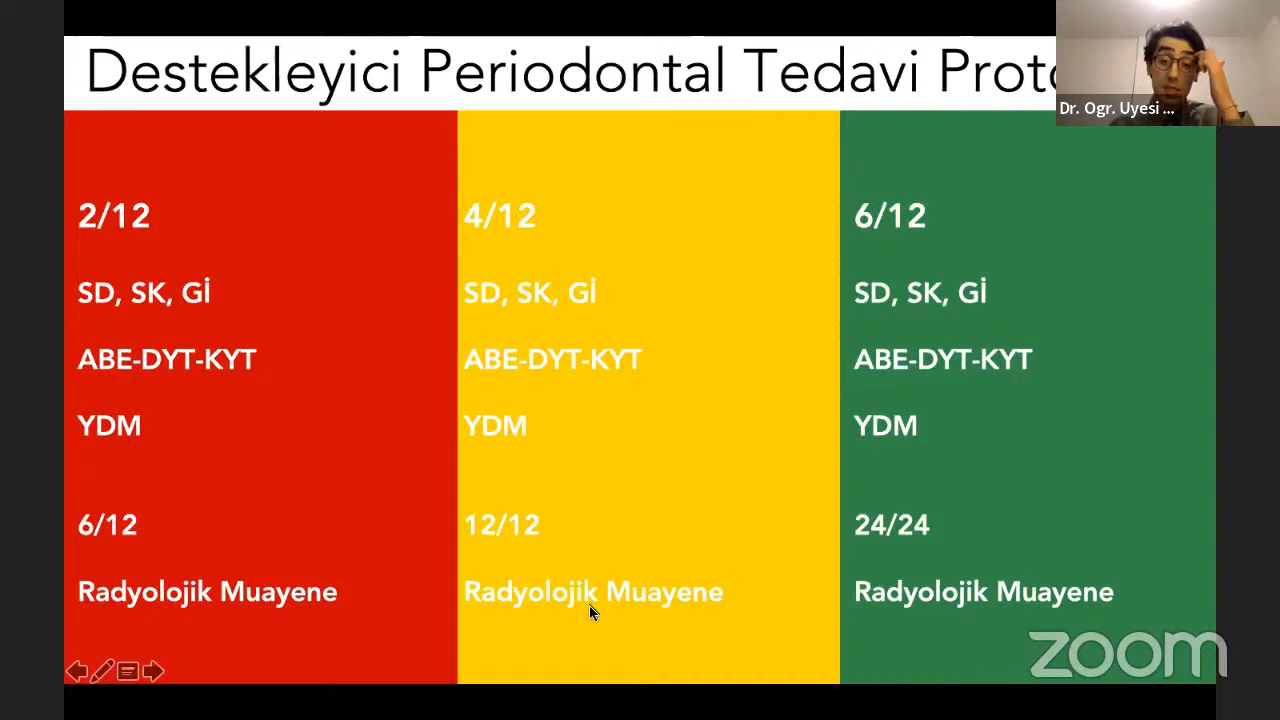 Destekleyici Periodontal Tedavi
Dr. Ogr. Uyesi ...
2/12
SD, SK, Gİ
ABE-DYT-KYT
YDM
6/12
Radyolojik Muayene
4/12
SD, SK, Gİ
ABE-DYT-KYT
YDM
12/12
Radyolojik Muayene
6/12
SD, SK, Gİ
ABE-DYT-KYT
YDM
24/24
Radyolojik Muayene
zoom